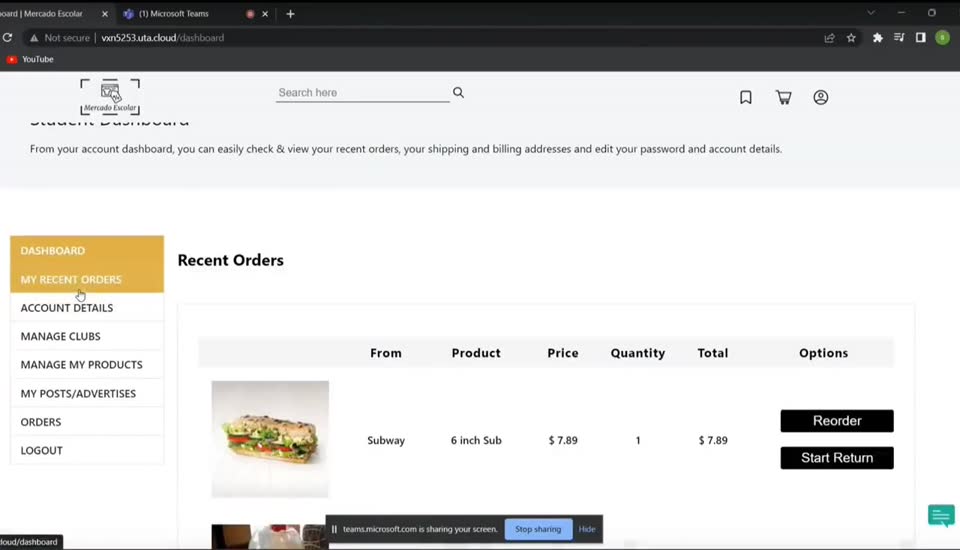 oard | Mercado Escolar
(1) Microsoft Teams
Not secure | vxn5253.uta.cloud/dashboard
YouTube
Mercado Escolar
Search here
Student Dashboard
From your account dashboard, you can easily check & view your recent orders, your shipping and billing addresses and edit your password and account details.
DASHBOARD
MY RECENT ORDERS
ACCOUNT DETAILS
MANAGE CLUBS
MANAGE MY PRODUCTS
MY POSTS/ADVERTISES
ORDERS
LOGOUT
Recent Orders
From Product Price Quantity Total Options
Subway 6 inch Sub $ 7.89 1 $ 7.89
Reorder
Start Return
teams.microsoft.com is sharing your screen. Stop sharing Hide
cloud/dashboard